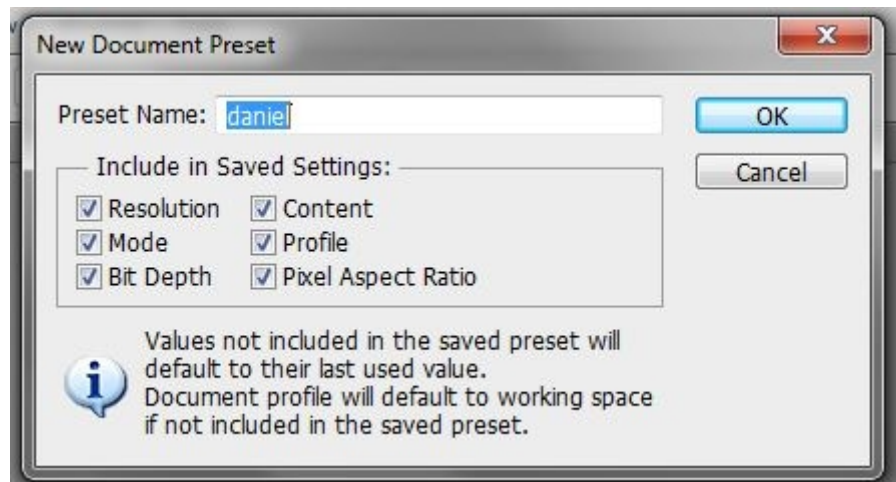 New Document Preset
Preset Name: daniel
OK
Include in Saved Settings:
Cancel
Resolution Content
Mode Profile
Bit Depth Pixel Aspect Ratio
Values not included in the saved preset will
default to their last used value.
Document profile will default to working space
if not included in the saved preset.